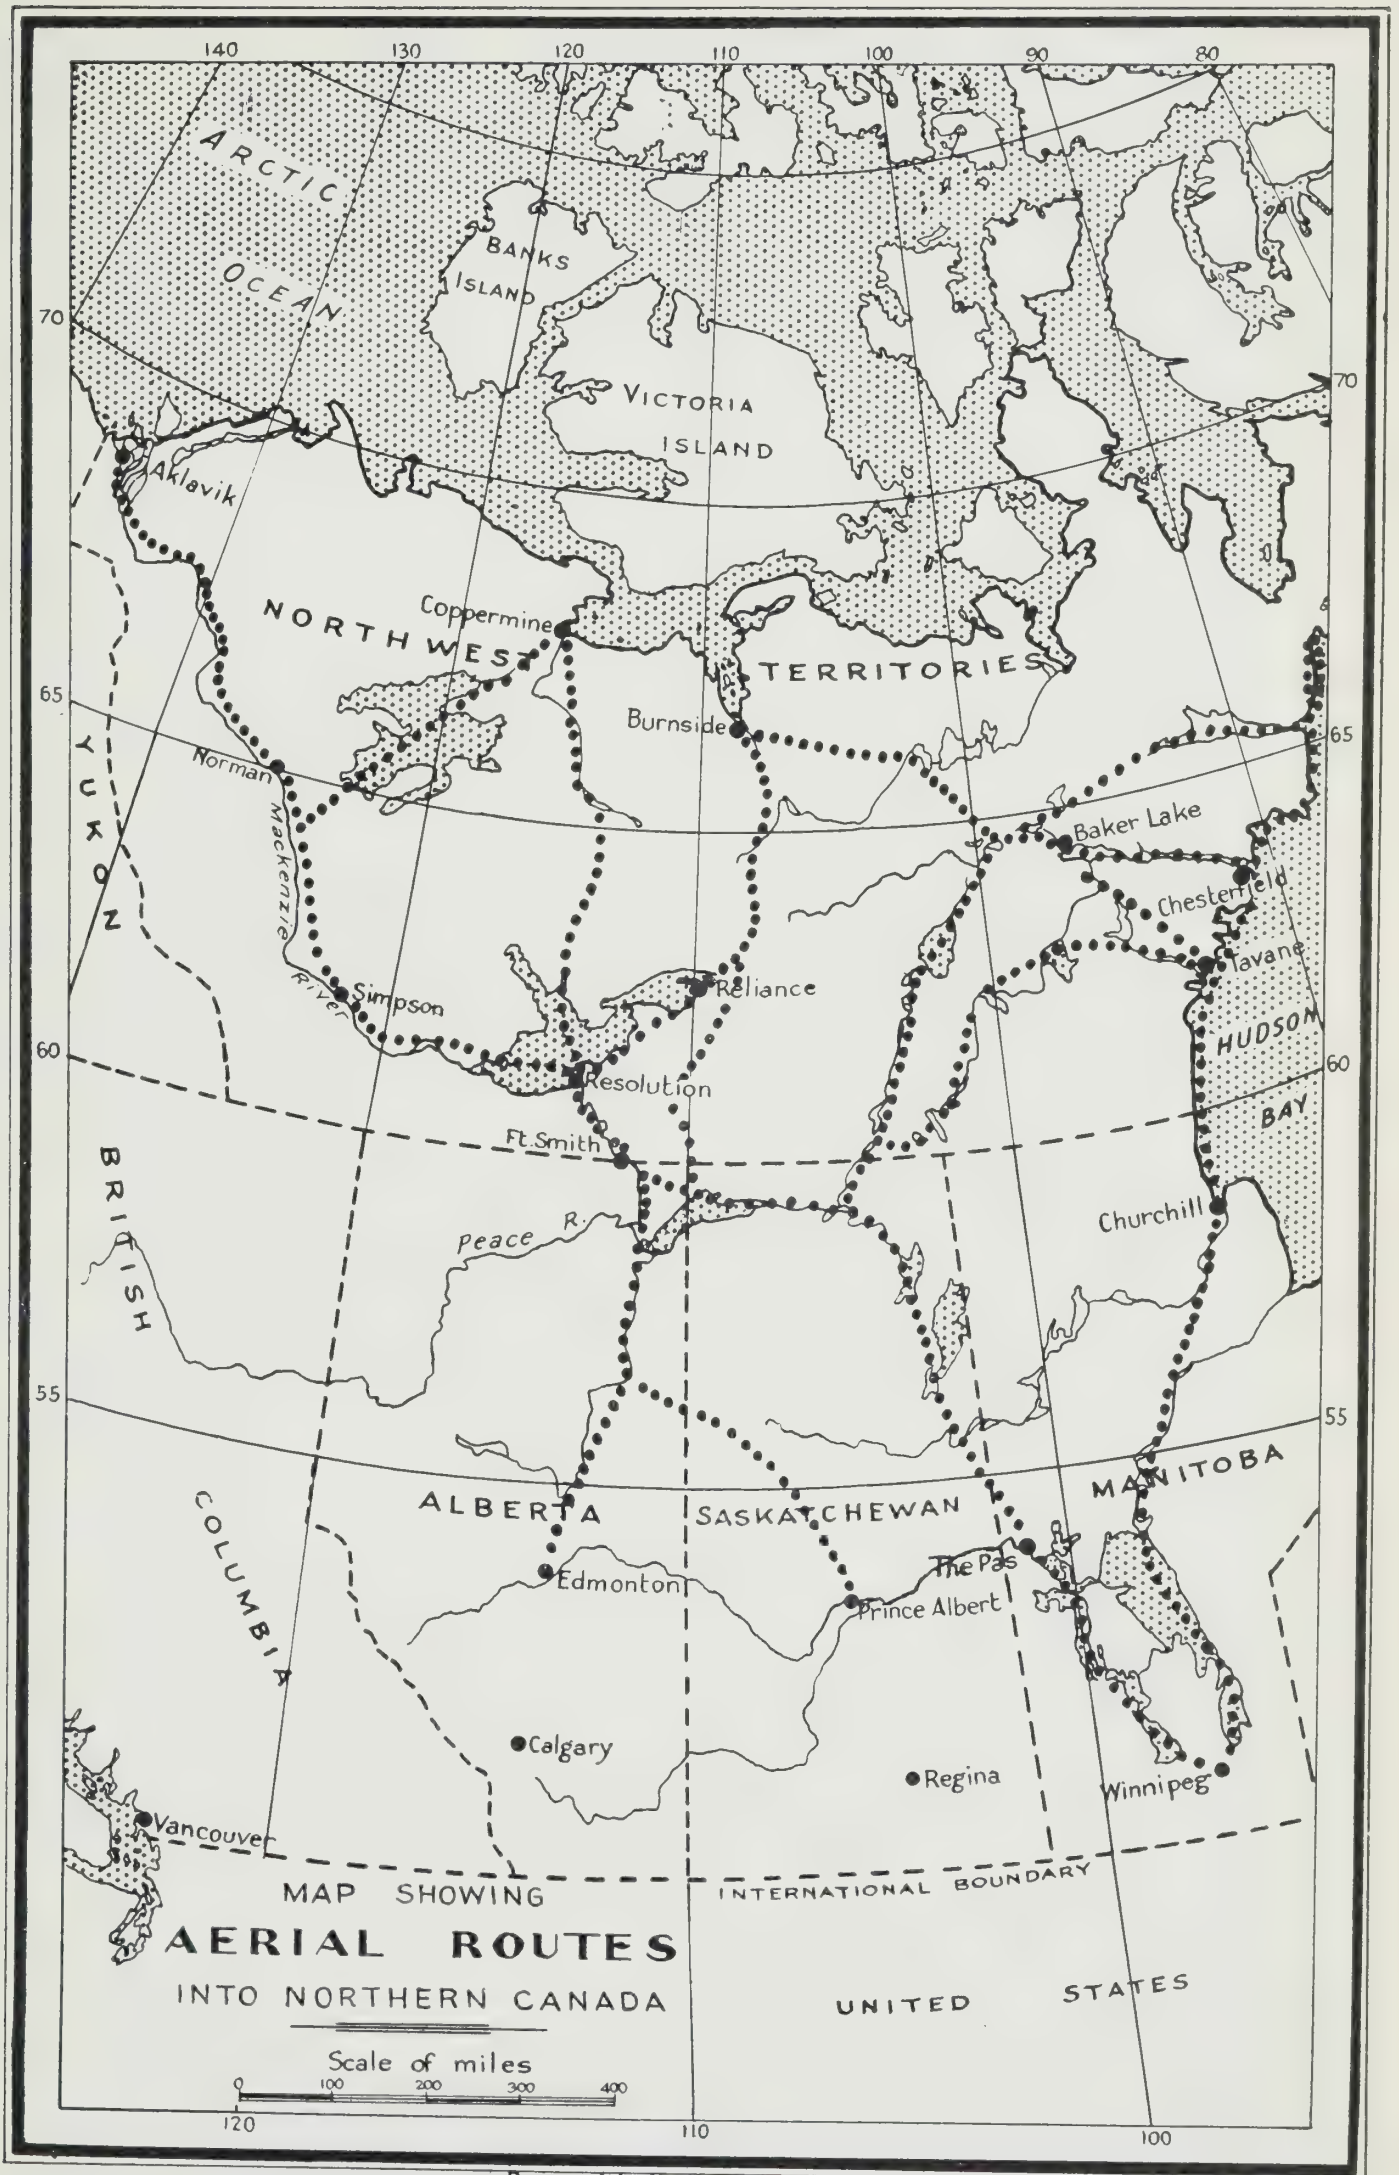 140 130 120 110 100 90 80
ARCTIC
OCEAN
BANKS
ISLAND
70
70
VICTORIA
ISLAND
Aklavik
Coppermine
NORTHWEST
TERRITORIES
65
Burnside
65
Norman
YUKON
Mackenzie
River
Baker Lake
Chesterfield
Tavane
Simpson
Reliance
HUDSON
BAY
60
60
Resolution
Ft. Smith
BRITISH
COLUMBIA
Peace R.
Churchill
55
55
ALBERTA
SASKATCHEWAN
MANITOBA
The Pas
Edmonton
Prince Albert
Calgary
Regina
Winnipeg
Vancouver
INTERNATIONAL BOUNDARY
MAP SHOWING
AERIAL ROUTES
INTO NORTHERN CANADA
UNITED STATES
Scale of miles
0 100 200 300 400
120 110 100